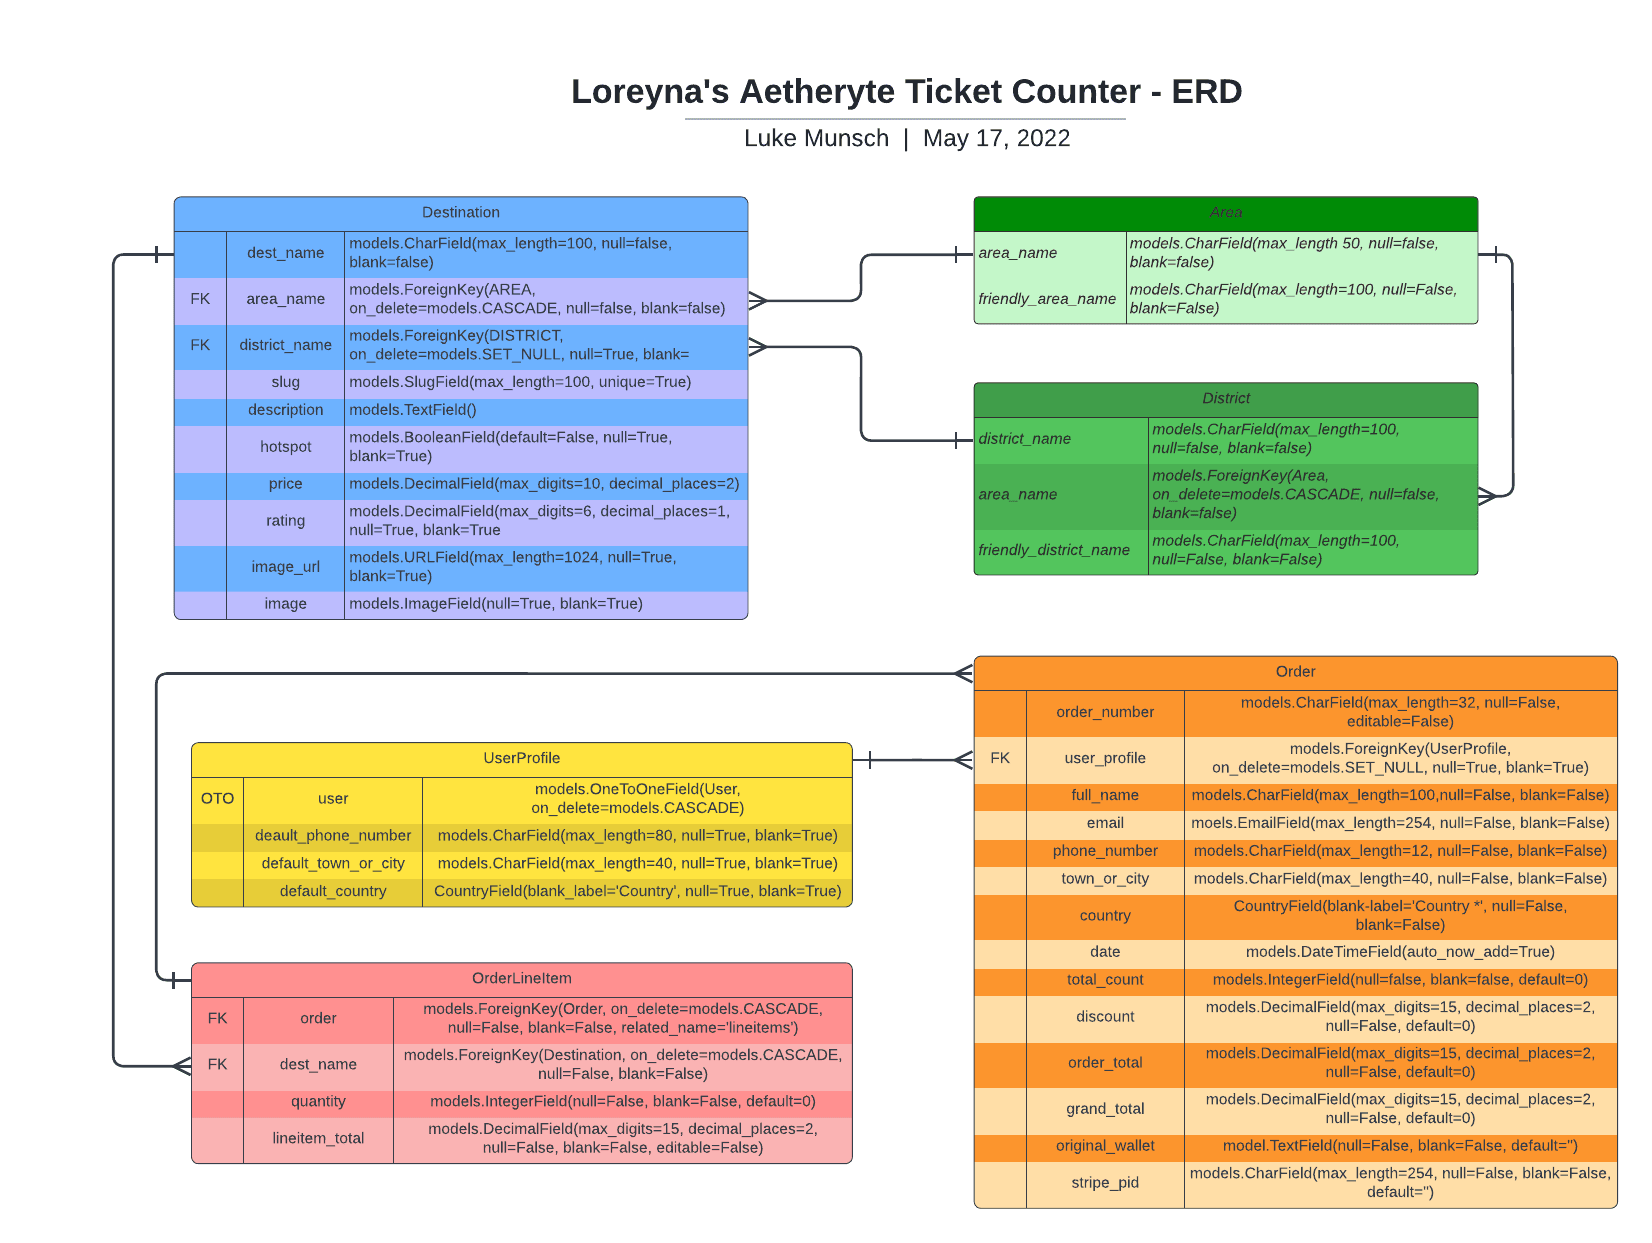 Loreyna's Aetheryte Ticket Counter - ERD
Luke Munsch | May 17, 2022
Destination
dest_name
models.CharField(max_length=100, null=false,
blank=false)
FK
area_name
models.ForeignKey(AREA,
on_delete=models.CASCADE, null=false, blank=false)
FK
district_name
models.ForeignKey(DISTRICT,
on_delete=models.SET_NULL, null=True, blank=
slug
models.SlugField(max_length=100, unique=True)
description
models.TextField()
hotspot
models.BooleanField(default=False, null=True,
blank=True)
price
models.DecimalField(max_digits=10, decimal_places=2)
rating
models.DecimalField(max_digits=6, decimal_places=1,
null=True, blank=True
image_url
models.URLField(max_length=1024, null=True,
blank=True)
image
models.ImageField(null=True, blank=True)
Area
area_name
models.CharField(max_length 50, null=false,
blank=false)
friendly_area_name
models.CharField(max_length=100, null=False,
blank=False)
District
district_name
models.CharField(max_length=100,
null=false, blank=false)
area_name
models.ForeignKey(Area,
on_delete=models.CASCADE, null=false,
blank=false)
friendly_district_name
models.CharField(max_length=100,
null=False, blank=False)
UserProfile
OTO
user
models.OneToOneField(User,
on_delete=models.CASCADE)
deault_phone_number
models.CharField(max_length=80, null=True, blank=True)
default_town_or_city
models.CharField(max_length=40, null=True, blank=True)
default_country
CountryField(blank_label='Country', null=True, blank=True)
OrderLineItem
FK
order
models.ForeignKey(Order, on_delete=models.CASCADE,
null=False, blank=False, related_name='lineitems')
FK
dest_name
models.ForeignKey(Destination, on_delete=models.CASCADE,
null=False, blank=False)
quantity
models.IntegerField(null=False, blank=False, default=0)
lineitem_total
models.DecimalField(max_digits=15, decimal_places=2,
null=False, blank=False, editable=False)
Order
order_number
models.CharField(max_length=32, null=False,
editable=False)
FK
user_profile
models.ForeignKey(UserProfile,
on_delete=models.SET_NULL, null=True, blank=True)
full_name
models.CharField(max_length=100,null=False, blank=False)
email
moels.EmailField(max_length=254, null=False, blank=False)
phone_number
models.CharField(max_length=12, null=False, blank=False)
town_or_city
models.CharField(max_length=40, null=False, blank=False)
country
CountryField(blank-label='Country *', null=False,
blank=False)
date
models.DateTimeField(auto_now_add=True)
total_count
models.IntegerField(null=false, blank=false, default=0)
discount
models.DecimalField(max_digits=15, decimal_places=2,
null=False, default=0)
order_total
models.DecimalField(max_digits=15, decimal_places=2,
null=False, default=0)
grand_total
models.DecimalField(max_digits=15, decimal_places=2,
null=False, default=0)
original_wallet
model.TextField(null=False, blank=False, default='')
stripe_pid
models.CharField(max_length=254, null=False, blank=False,
default='')